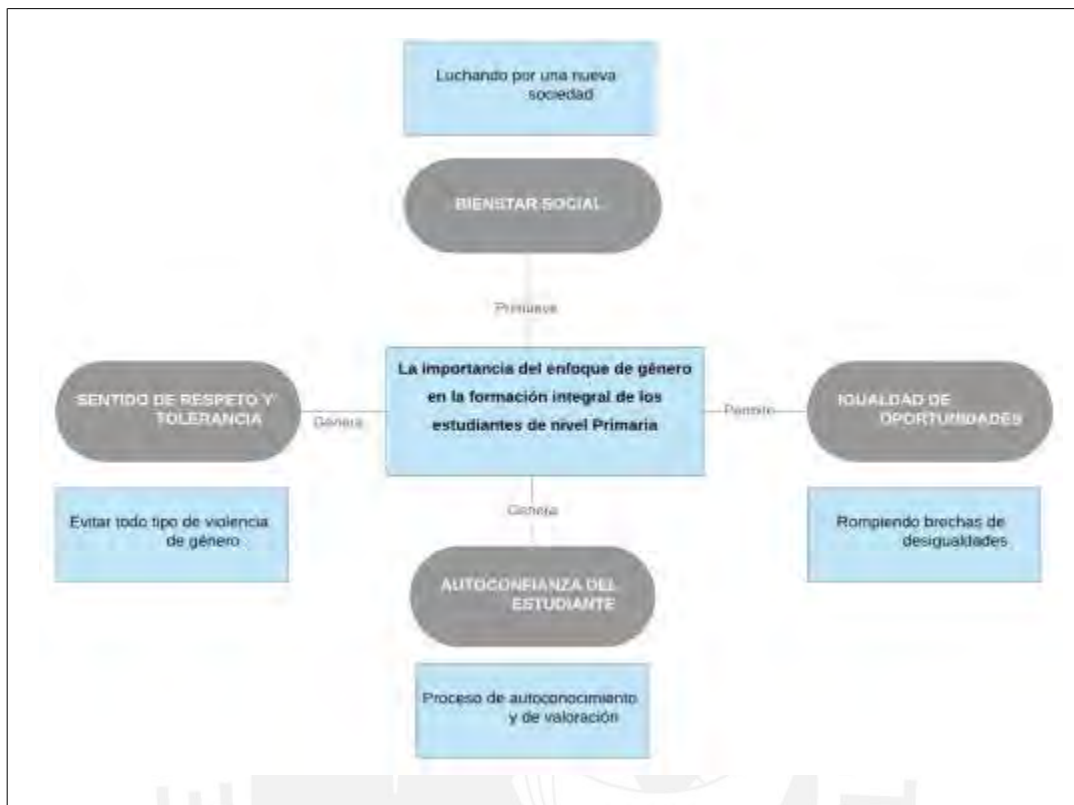 Luchando por una nueva
sociedad
BIENSTAR SOCIAL
Promueve
La importancia del enfoque de género
en la formación integral de los
estudiantes de nivel Primaria
SENTIDO DE RESPETO Y
TOLERANCIA
Genera
Permite
IGUALDAD DE
OPORTUNIDADES
Evitar todo tipo de violencia
de género
Rompiendo brechas de
desigualdades
Genera
AUTOCONFIANZA DEL
ESTUDIANTE
Proceso de autoconocimiento
y de valoración